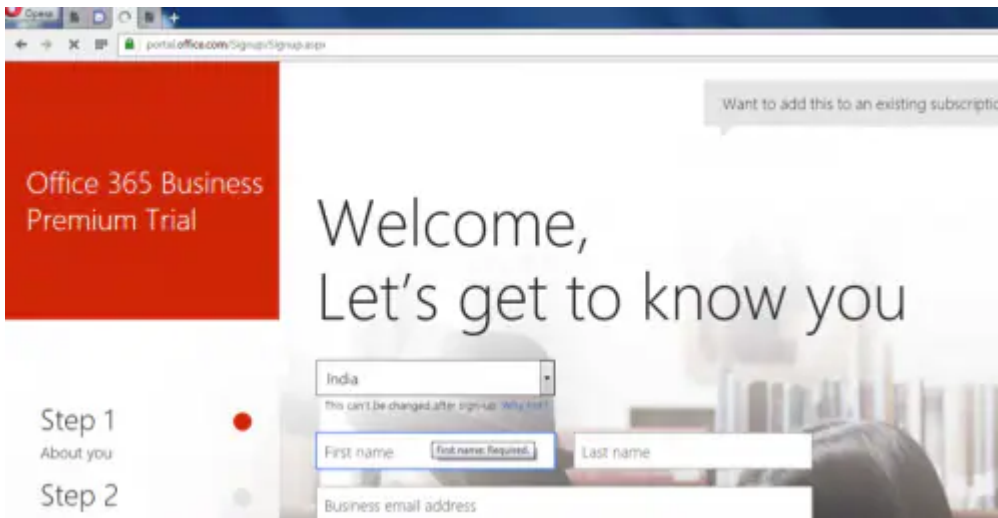 Opera
portal.office.com/Signup/Signup.aspx
Want to add this to an existing subscriptio
Office 365 Business
Premium Trial
Welcome,
Let's get to know you
India
This can't be changed after sign-up. Why not?
Step 1
About you
First name
First name: Required.
Last name
Step 2
Business email address